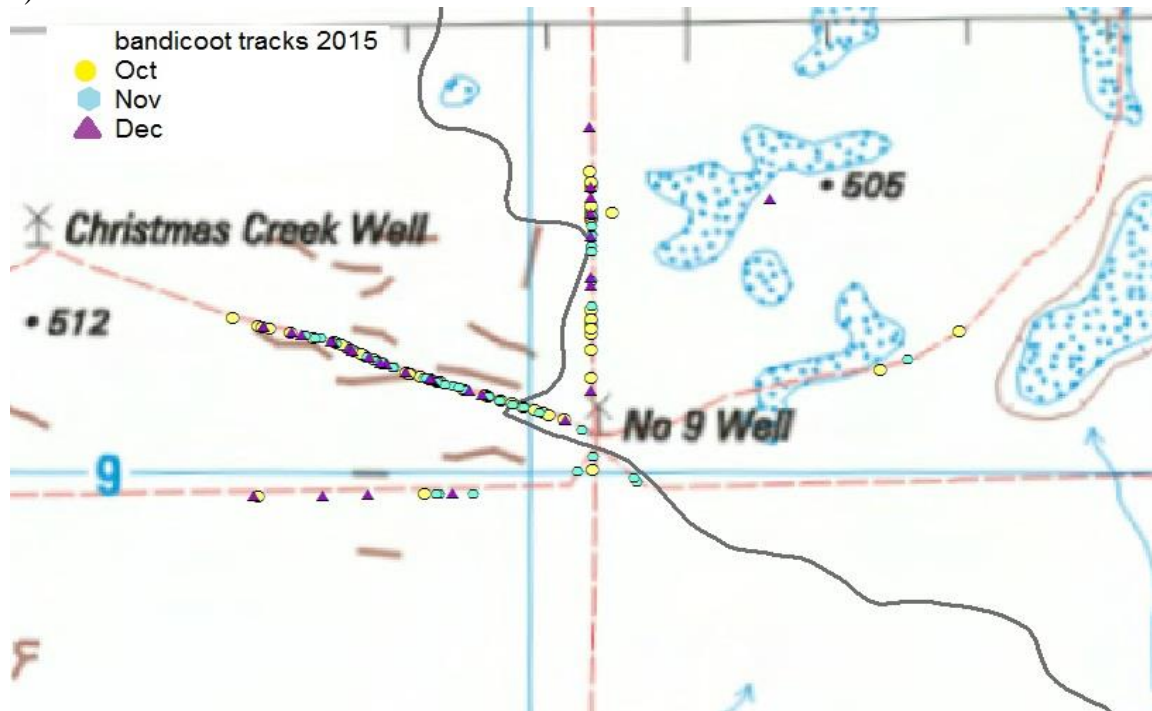 )
bandicoot tracks 2015
Oct
Nov
Dec
505
Christmas Creek Well
512
No 9 Well
9